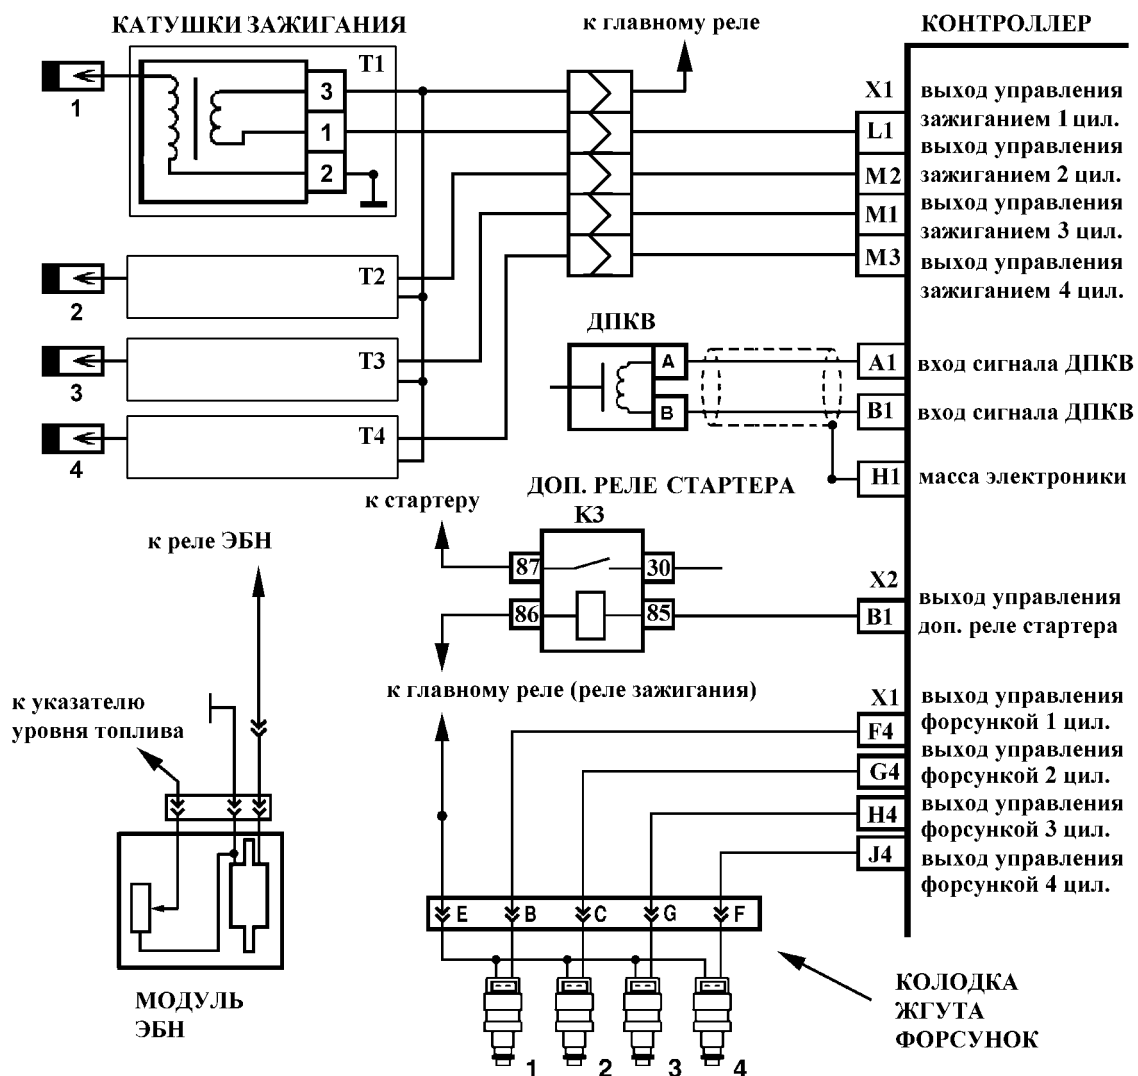 КАТУШКИ ЗАЖИГАНИЯ
к главному реле
КОНТРОЛЛЕР
T1
3
1
2
1
X1
L1
M2
M1
M3
выход управления
зажиганием 1 цил.
выход управления
зажиганием 2 цил.
выход управления
зажиганием 3 цил.
выход управления
зажиганием 4 цил.
T2
2
T3
3
T4
4
ДПКВ
A
B
A1
вход сигнала ДПКВ
B1
вход сигнала ДПКВ
H1
масса электроники
к стартеру
ДОП. РЕЛЕ СТАРТЕРА
K3
87
30
86
85
X2
B1
выход управления
доп. реле стартера
к реле ЭБН
к главному реле (реле зажигания)
к указателю
уровня топлива
X1
F4
G4
H4
J4
выход управления
форсункой 1 цил.
выход управления
форсункой 2 цил.
выход управления
форсункой 3 цил.
выход управления
форсункой 4 цил.
E
B
C
G
F
МОДУЛЬ
ЭБН
1
2
3
4
КОЛОДКА
ЖГУТА
ФОРСУНОК